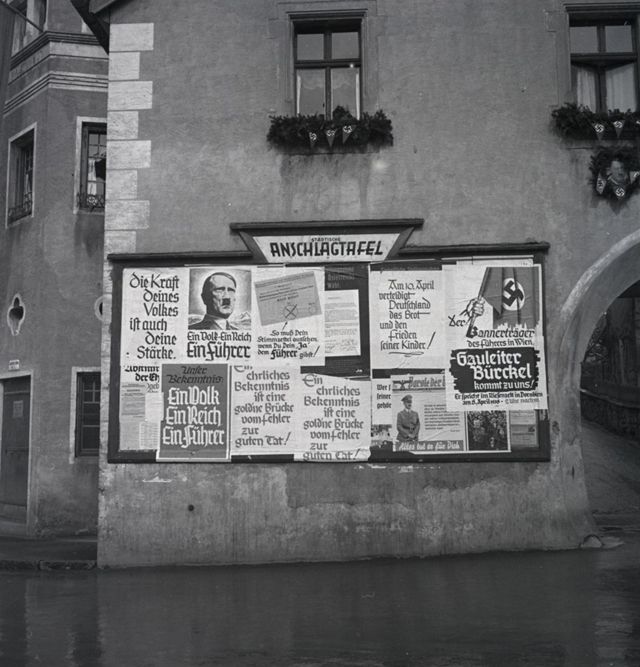 STÄDTISCHE
ANSCHLAGTAFEL
die Kraft
deines
Volkes
ist auch
deine
Stärke.
Ein Volk Ein Reich
Ein Führer
So muß Dein
Stimmzettel aussehen
wenn Du Dein "Ja"
dem Führer gibst!
Am 10. April
verteidigt
Deutschland
das Brot
und den
Frieden
seiner Kinder!
der
Bannerträger
des Führers in Wien,
Gauleiter
Bürckel
kommt zu uns!
Unser
Bekenntnis:
Ein Volk
Ein Reich
Ein Führer
Ein
ehrliches
Bekenntnis
ist eine
goldne Brücke
zur
guten Tat!
Ein
ehrliches
Bekenntnis
ist eine
goldne Brücke
zur
guten Tat!
Alles